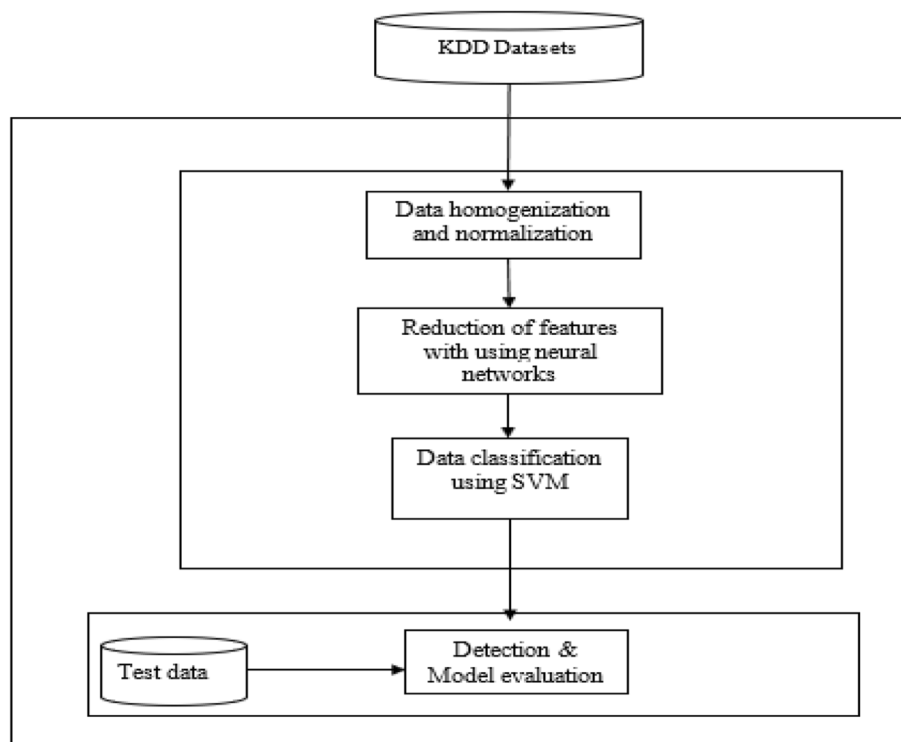 KDD Datasets
Data homogenization
and normalization
Reduction of features
with using neural
networks
Data classification
using SVM
Test data
Detection &
Model evaluation